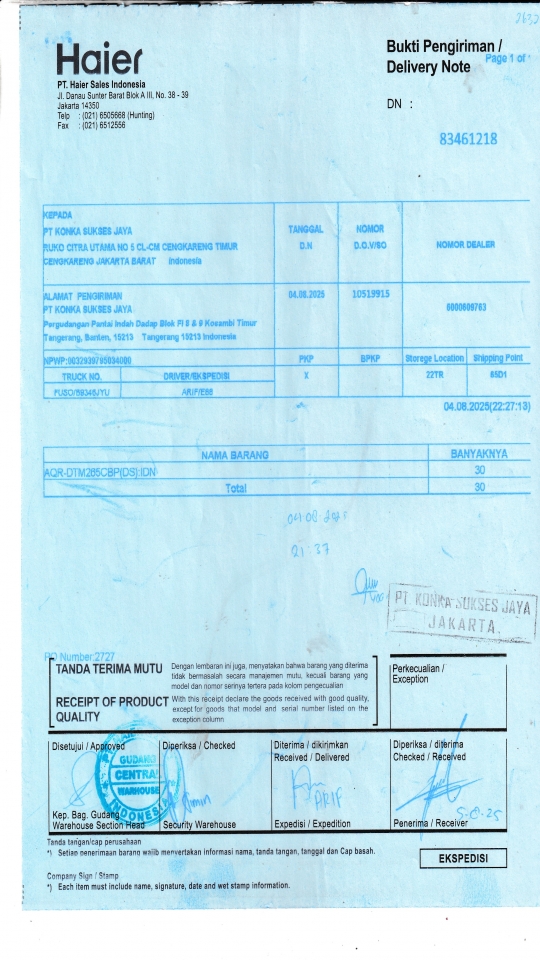 2137
Haier
Bukti Pengiriman /
Delivery Note
Page 1 of
PT. Haier Sales Indonesia
Jl. Danau Sunter Barat Blok A III, No. 38 - 39
Jakarta 14350
Telp : (021) 6505668 (Hunting)
Fax : (021) 6512556
DN :
83461218
KEPADA
PT KONKA SUKSES JAYA
RUKO CITRA UTAMA NO 5 CL-CM CENGKARENG TIMUR
CENGKARENG JAKARTA BARAT Indonesia
TANGGAL
D.N
NOMOR
D.O.V/SO
NOMOR DEALER
ALAMAT PENGIRIMAN
PT KONKA SUKSES JAYA
Pergudangan Pantai Indah Dadap Blok FI 8 & 9 Kosambi Timur
Tangerang, Banten, 15213 Tangerang 15213 Indonesia
04.08.2025
10519915
NPWP:0032939795034000
PKP
BPKP
Storege Location
Shipping Point
TRUCK NO.
DRIVER/EKSPEDISI
X
22TR
85D1
ARIF/E88
04.08.2025(22:27:13)
NAMA BARANG
BANYAKNYA
AQR-DTM265CBP(DS):IDN
30
Total
30
04 08 2025
21:37
PT. KONKA SUKSES JAYA
JAKARTA.
PO Number:2727
TANDA TERIMA MUTU
Dengan lembaran ini juga, menyatakan bahwa barang yang diterima
tidak bermasalah secara manajemen mutu, kecuali barang yang
model dan nomor serinya tertera pada kolom pengecualian
RECEIPT OF PRODUCT
QUALITY
With this receipt declare the goods received with good quality,
except for goods that model and serial number listed on the
exception column
Perkecualian /
Exception
Disetujui / Approved
Diperiksa / Checked
Diterima / dikirimkan
Received / Delivered
Diperiksa / diterima
Checked / Received
GUDANG
CENTRAL
WAREHOUSE
INDONESIA
ARIF
5-8-25
Kep. Bag. Gudang
Warehouse Section Head
Security Warehouse
Expedisi / Expedition
Penerima / Receiver
Tanda tangan/cap perusahaan
*) Setiap penerimaan barang wajib menyertakan informasi nama, tanda tangan, tanggal dan Cap basah.
EKSPEDISI
Company Sign / Stamp
*) Each item must include name, signature, date and wet stamp information.